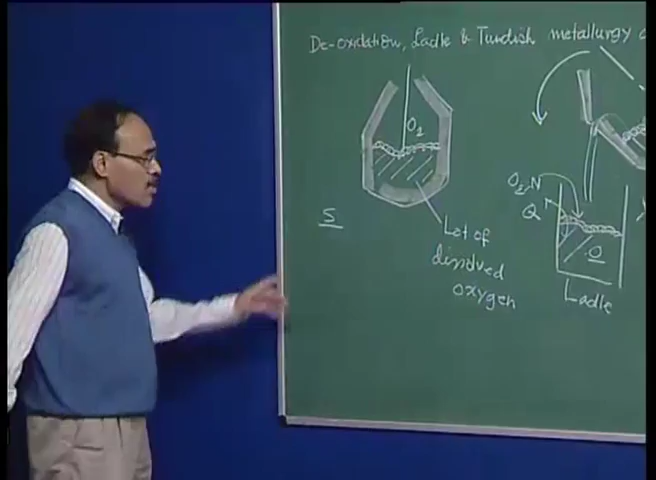 De-oxidation, Ladle & Tundish metallurgy
O2
O2, N
Q
S
O
Lot of
dissolved
oxygen
Ladle